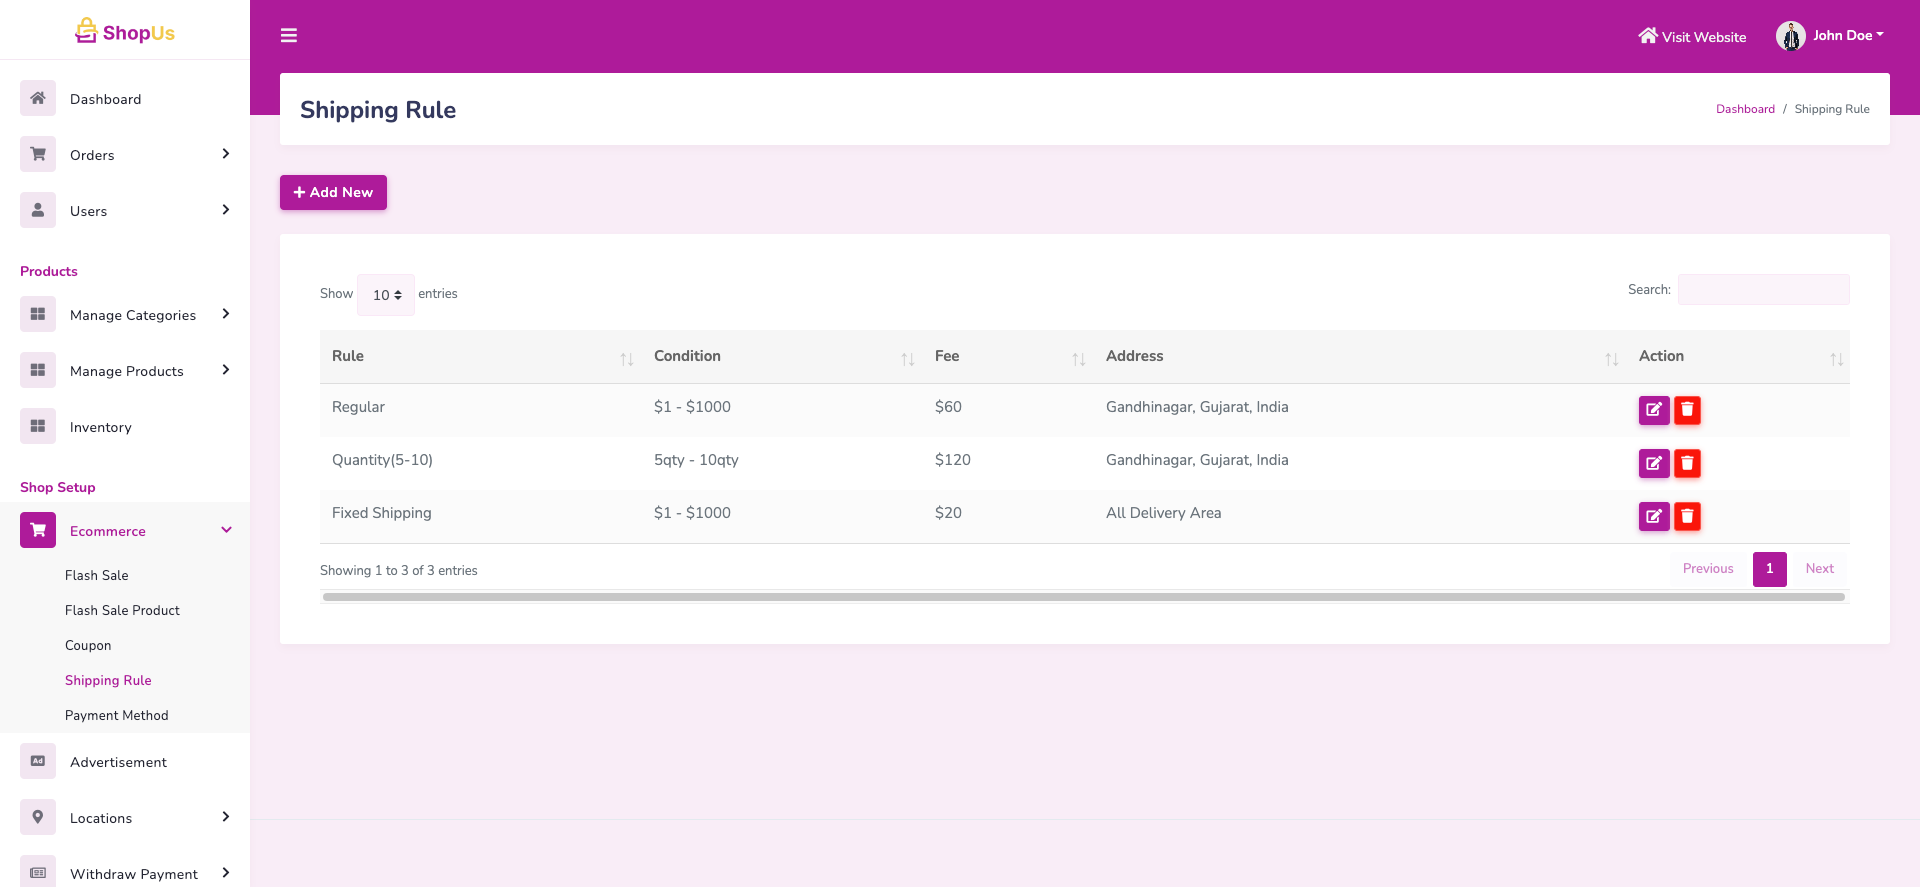 ShopUs
Visit Website
John Doe
Dashboard
Orders
Users
Products
Manage Categories
Manage Products
Inventory
Shop Setup
Ecommerce
Flash Sale
Flash Sale Product
Coupon
Shipping Rule
Payment Method
Ad
Advertisement
Locations
Withdraw Payment
Shipping Rule
Dashboard / Shipping Rule
Add New
Show 10 entries
Search:
Rule Condition Fee Address Action
Regular $1 - $1000 $60 Gandhinagar, Gujarat, India
Quantity(5-10) 5qty - 10qty $120 Gandhinagar, Gujarat, India
Fixed Shipping $1 - $1000 $20 All Delivery Area
Showing 1 to 3 of 3 entries
Previous 1 Next